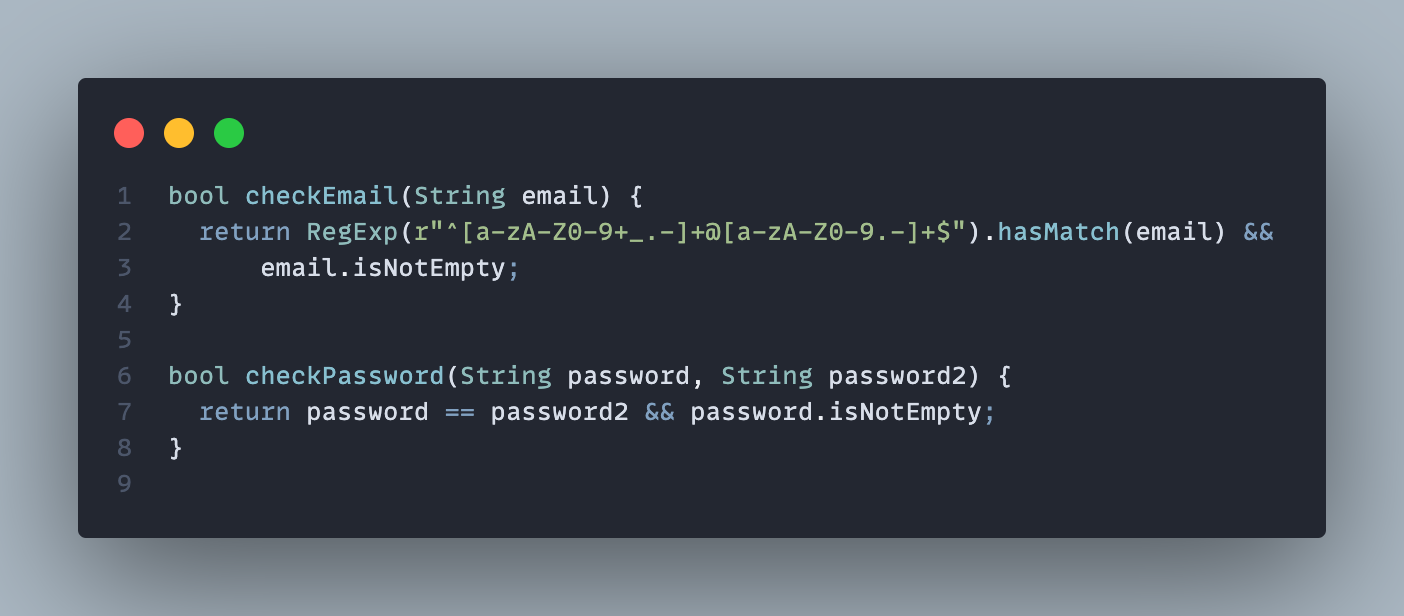 1 bool checkEmail(String email) {
2   return RegExp(r"^[a-zA-Z0-9+_.-]+@[a-zA-Z0-9.-]+$").hasMatch(email) &&
3       email.isNotEmpty;
4 }
5
6 bool checkPassword(String password, String password2) {
7   return password == password2 && password.isNotEmpty;
8 }
9